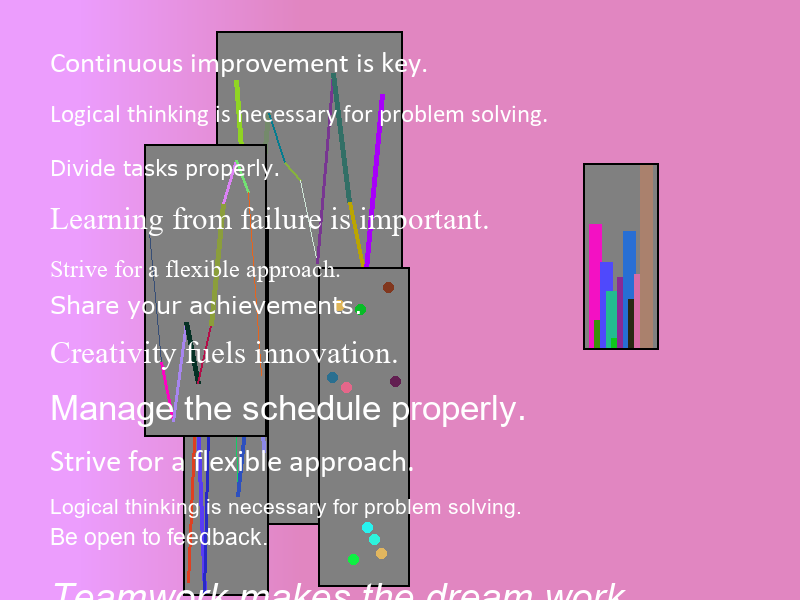 Continuous improvement is key.
Logical thinking is necessary for problem solving.
Divide tasks properly.
Learning from failure is important.
Strive for a flexible approach.
Share your achievements.
Creativity fuels innovation.
Manage the schedule properly.
Strive for a flexible approach.
Logical thinking is necessary for problem solving.
Be open to feedback.
Teamwork makes the dream work.